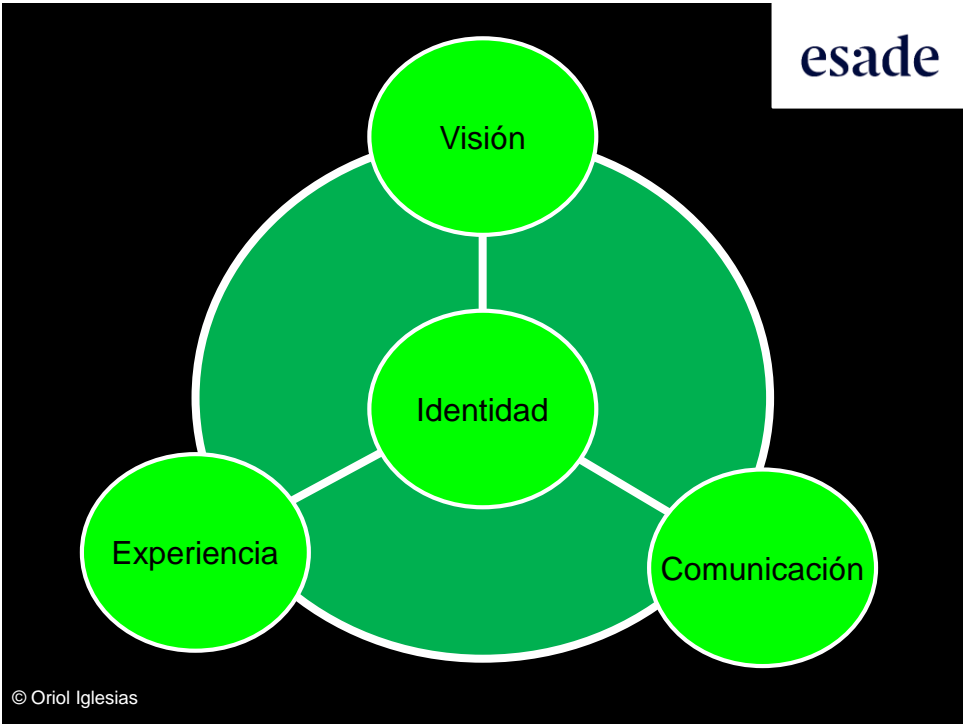 esade
Visión
Identidad
Experiencia
Comunicación
© Oriol Iglesias